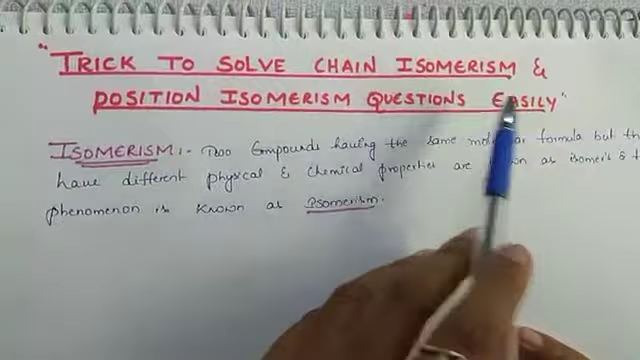 "TRICK TO SOLVE CHAIN ISOMERISM &
POSITION ISOMERISM QUESTIONS EASILY"
ISOMERISM:- Two Compounds having the same formula but
have different physical & chemical properties are as isomer's &
phenomenon is known as Isomerism.